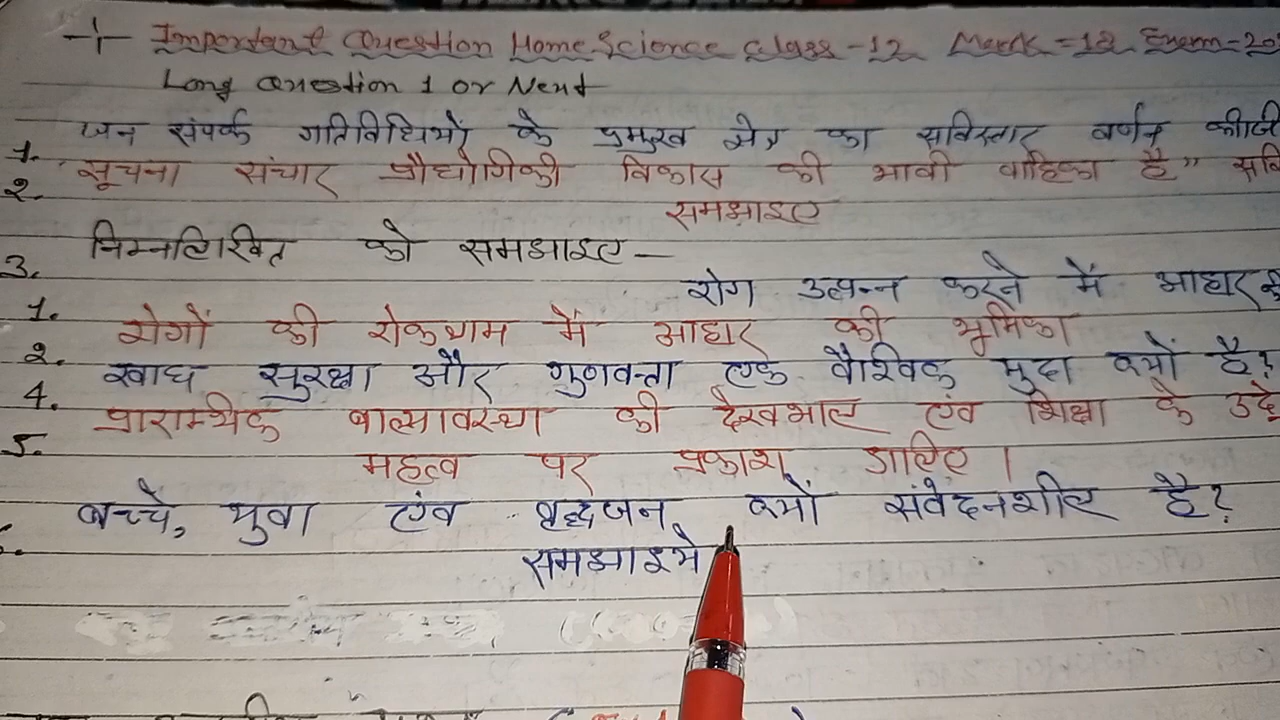 Important Question Home Science Class -12 Mark =12 Exam-20
Long Question 1 or Next
1. जन संपर्क गतिविधियों के प्रमुख क्षेत्र का सविस्तार वर्णन कीजि
2. सूचना संचार प्रौद्योगिकी विकास की भावी वाहिका है" सवि
समझाइए
3. निम्नलिखित को समझाइए—
1. रोग उत्पन्न करने में आहार की
2. रोगों की रोकथाम में आहार की भूमिका
4. खाद्य सुरक्षा और गुणवत्ता एक वैश्विक मुद्दा क्यों है?
5. प्राराम्भिक बाल्यावस्था की देखभाल एंव शिक्षा के उद्दे
महत्व पर प्रकाश डालिए।
6. बच्चे, युवा एंव वृद्धजन क्यों संवेदनशील है?
समझाइये